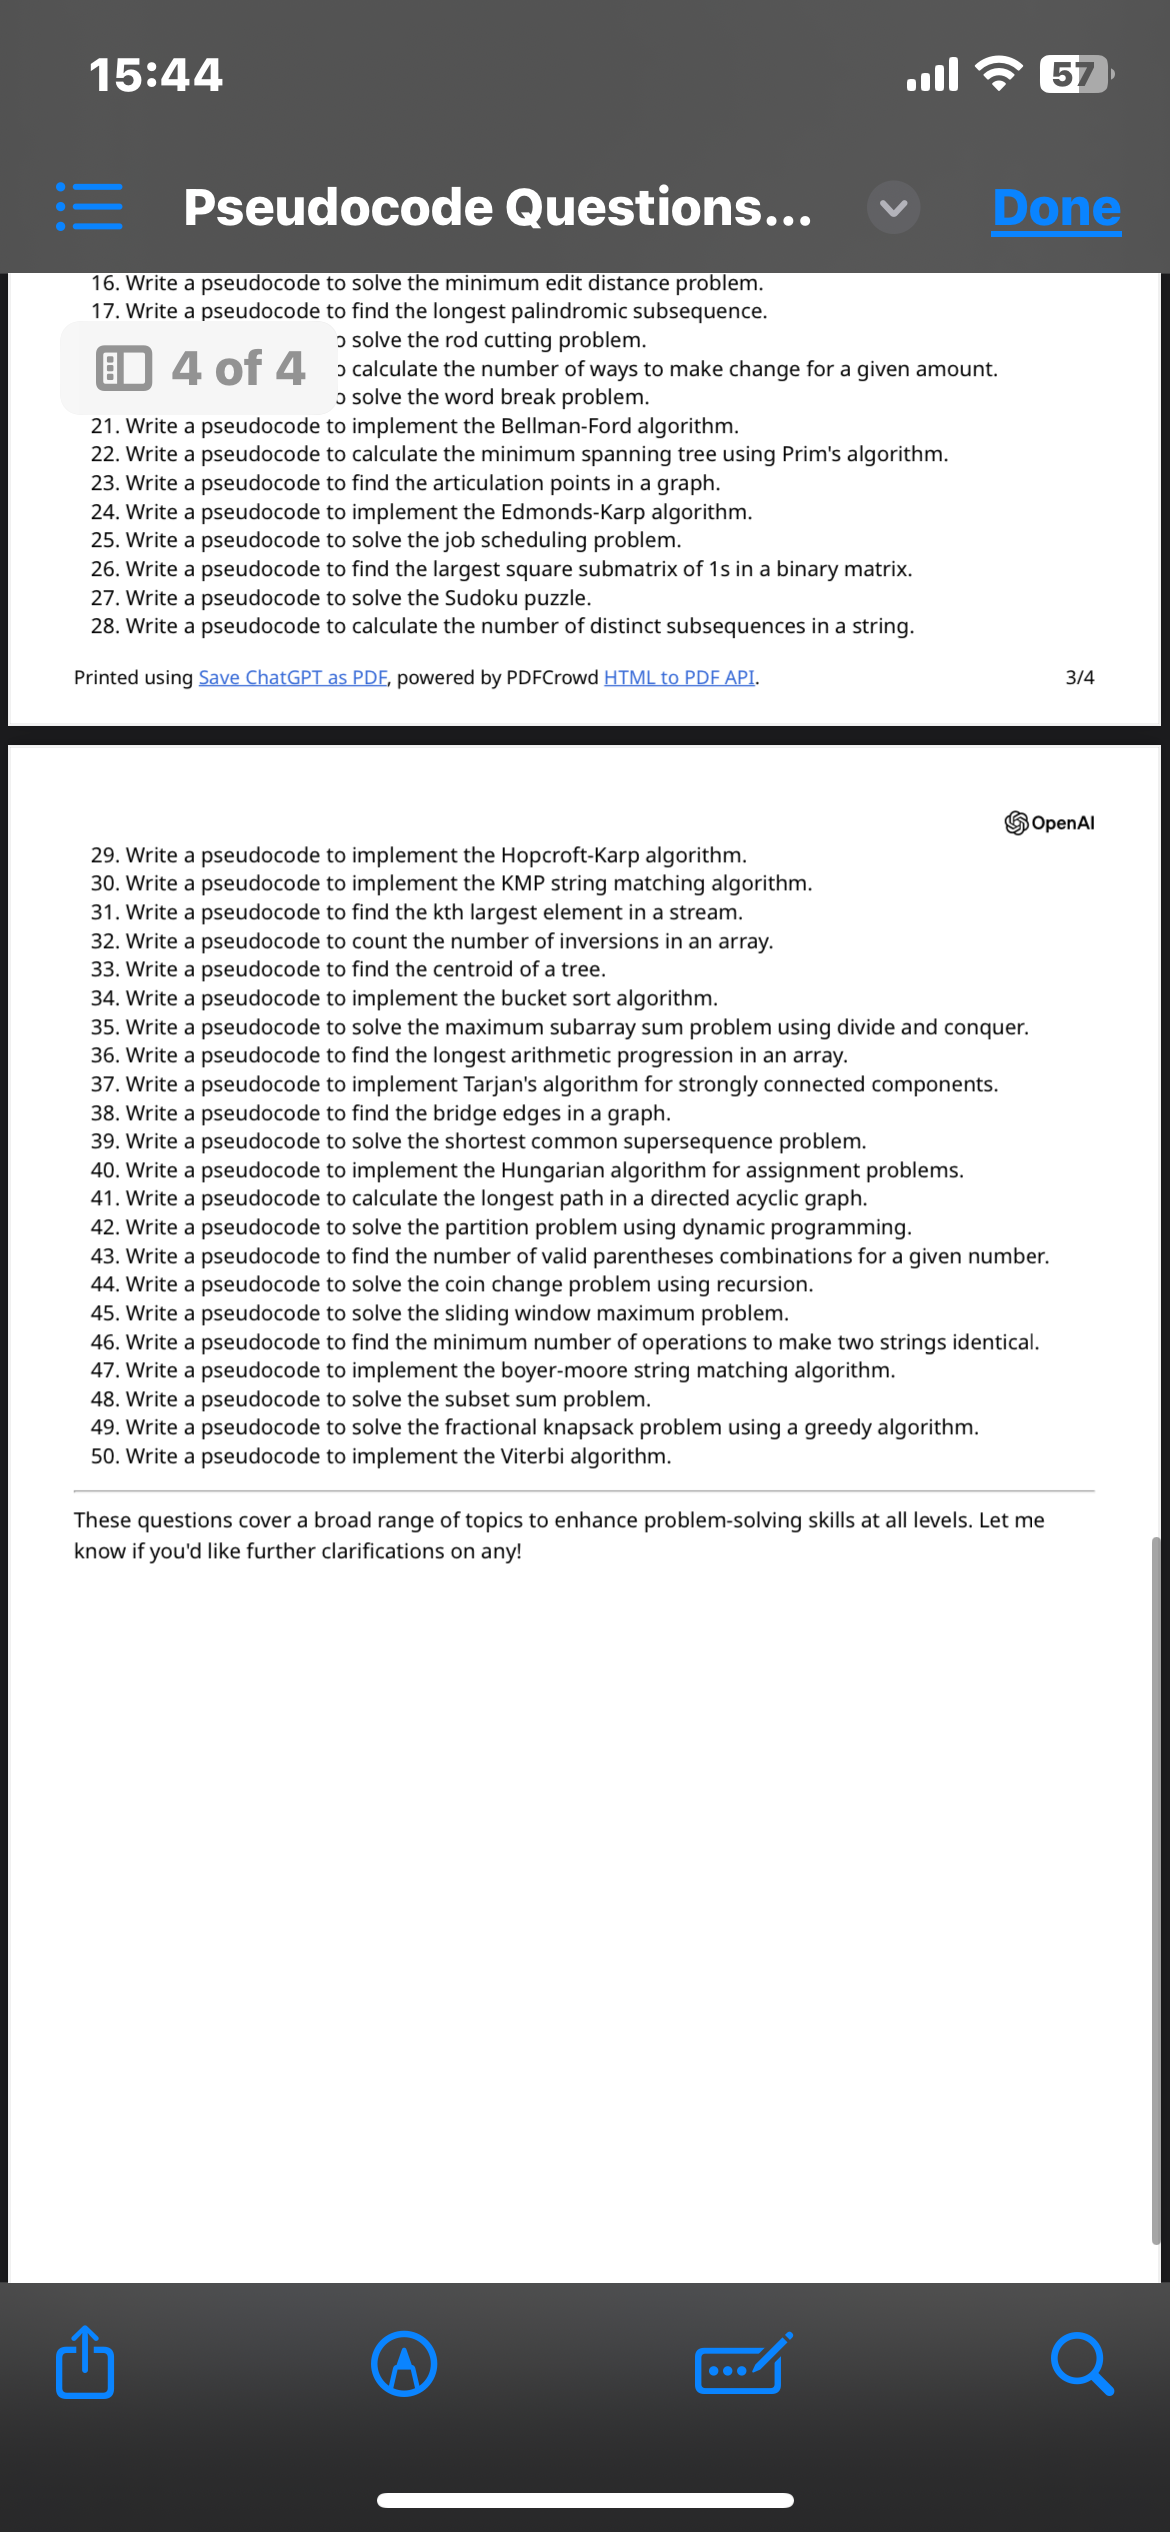 15:44
57
Pseudocode Questions...
Done
16. Write a pseudocode to solve the minimum edit distance problem.
17. Write a pseudocode to find the longest palindromic subsequence.
4 of 4
o solve the rod cutting problem.
o calculate the number of ways to make change for a given amount.
o solve the word break problem.
21. Write a pseudocode to implement the Bellman-Ford algorithm.
22. Write a pseudocode to calculate the minimum spanning tree using Prim's algorithm.
23. Write a pseudocode to find the articulation points in a graph.
24. Write a pseudocode to implement the Edmonds-Karp algorithm.
25. Write a pseudocode to solve the job scheduling problem.
26. Write a pseudocode to find the largest square submatrix of 1s in a binary matrix.
27. Write a pseudocode to solve the Sudoku puzzle.
28. Write a pseudocode to calculate the number of distinct subsequences in a string.
Printed using Save ChatGPT as PDF, powered by PDFCrowd HTML to PDF API. 3/4
OpenAI
29. Write a pseudocode to implement the Hopcroft-Karp algorithm.
30. Write a pseudocode to implement the KMP string matching algorithm.
31. Write a pseudocode to find the kth largest element in a stream.
32. Write a pseudocode to count the number of inversions in an array.
33. Write a pseudocode to find the centroid of a tree.
34. Write a pseudocode to implement the bucket sort algorithm.
35. Write a pseudocode to solve the maximum subarray sum problem using divide and conquer.
36. Write a pseudocode to find the longest arithmetic progression in an array.
37. Write a pseudocode to implement Tarjan's algorithm for strongly connected components.
38. Write a pseudocode to find the bridge edges in a graph.
39. Write a pseudocode to solve the shortest common supersequence problem.
40. Write a pseudocode to implement the Hungarian algorithm for assignment problems.
41. Write a pseudocode to calculate the longest path in a directed acyclic graph.
42. Write a pseudocode to solve the partition problem using dynamic programming.
43. Write a pseudocode to find the number of valid parentheses combinations for a given number.
44. Write a pseudocode to solve the coin change problem using recursion.
45. Write a pseudocode to solve the sliding window maximum problem.
46. Write a pseudocode to find the minimum number of operations to make two strings identical.
47. Write a pseudocode to implement the boyer-moore string matching algorithm.
48. Write a pseudocode to solve the subset sum problem.
49. Write a pseudocode to solve the fractional knapsack problem using a greedy algorithm.
50. Write a pseudocode to implement the Viterbi algorithm.
These questions cover a broad range of topics to enhance problem-solving skills at all levels. Let me
know if you'd like further clarifications on any!